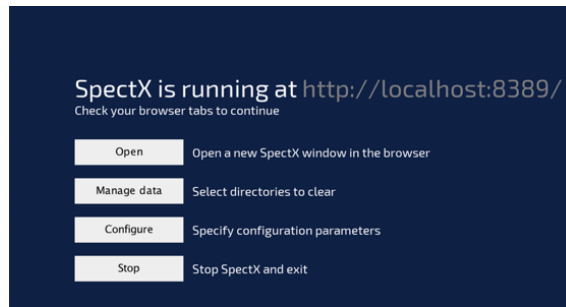 SpectX is running at http://localhost:8389/
Check your browser tabs to continue
Open Open a new SpectX window in the browser
Manage data Select directories to clear
Configure Specify configuration parameters
Stop Stop SpectX and exit